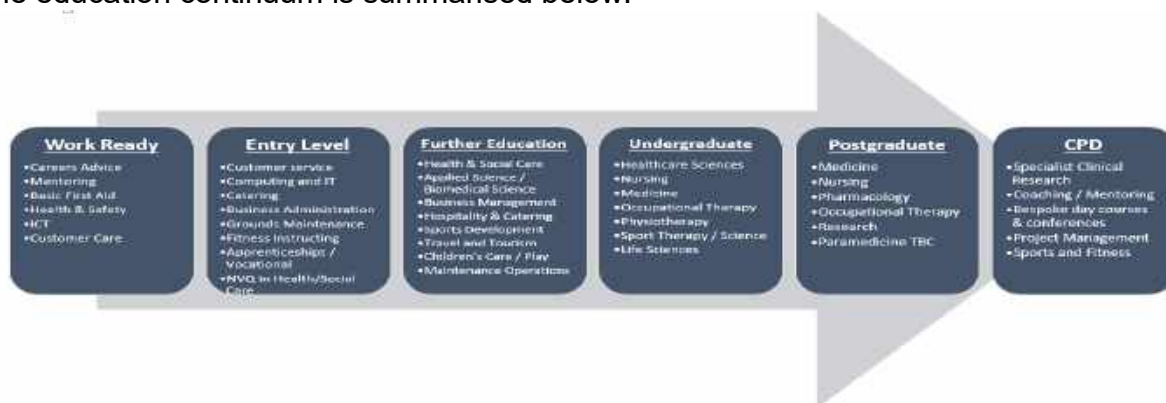 education continuum is summarised below.
Work Ready
•Careers Advice
•Mentoring
•Basic First Aid
•Health & Safety
•ICT
•Customer Care
Entry Level
•Customer service
•Computing and IT
•Catering
•Business Administration
•Grounds Maintenance
•Fitness Instructing
•Apprenticeships /
Vocational
•NVQ in Health/Social
Care
Further Education
•Health & Social Care
•Applied Science /
Biomedical Science
•Business Management
•Hospitality & Catering
•Sports Development
•Travel and Tourism
•Children's Care / Play
•Maintenance Operations
Undergraduate
•Healthcare Sciences
•Nursing
•Medicine
•Occupational Therapy
•Physiotherapy
•Sport Therapy / Science
•Life Sciences
Postgraduate
•Medicine
•Nursing
•Pharmacology
•Occupational Therapy
•Research
•Paramedicine TBC
CPD
•Specialist Clinical
Research
•Coaching / Mentoring
•Bespoke day courses
& conferences
•Project Management
•Sports and Fitness